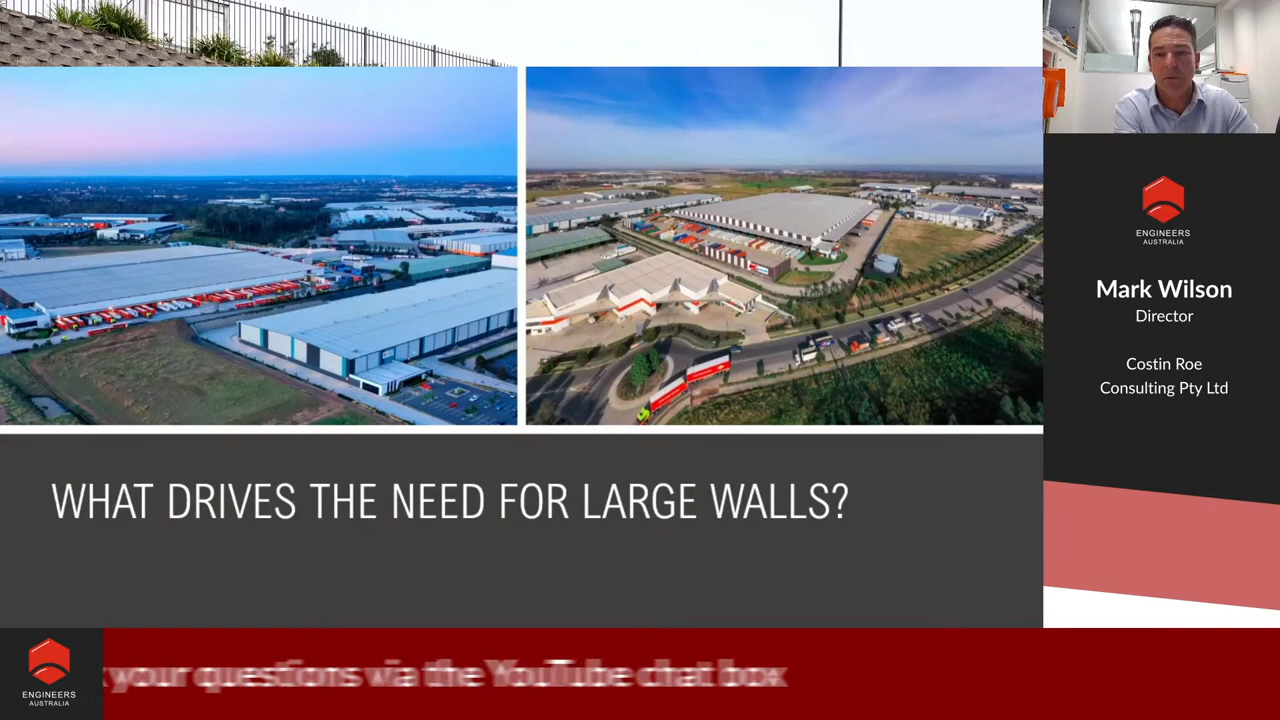 ENGINEERS
AUSTRALIA
Mark Wilson
Director
Costin Roe
Consulting Pty Ltd
WHAT DRIVES THE NEED FOR LARGE WALLS?
your questions via the YouTube chat box
ENGINEERS
AUSTRALIA